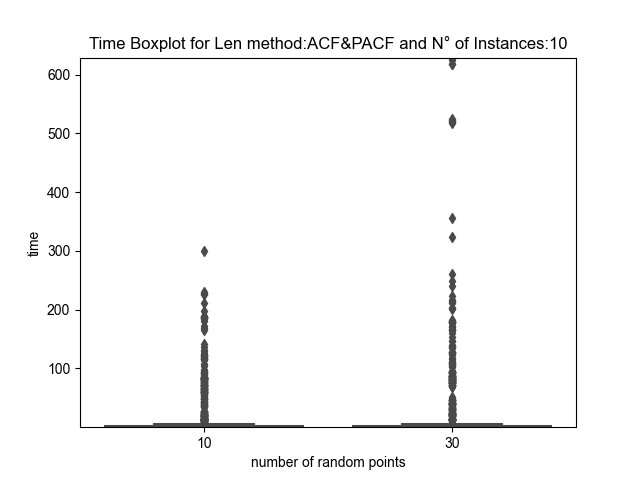 Time Boxplot for Len method:ACF&PACF and N° of Instances:10
600
500
400
300
200
100
time
10 30
number of random points